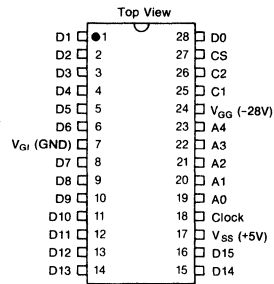 Top View
D1 1 28 D0
D2 2 27 CS
D3 3 26 C2
D4 4 25 C1
D5 5 24 VGG (−28V)
D6 6 23 A4
VGI (GND) 7 22 A3
D7 8 21 A2
D8 9 20 A1
D9 10 19 A0
D10 11 18 Clock
D11 12 17 VSS (+5V)
D12 13 16 D15
D13 14 15 D14